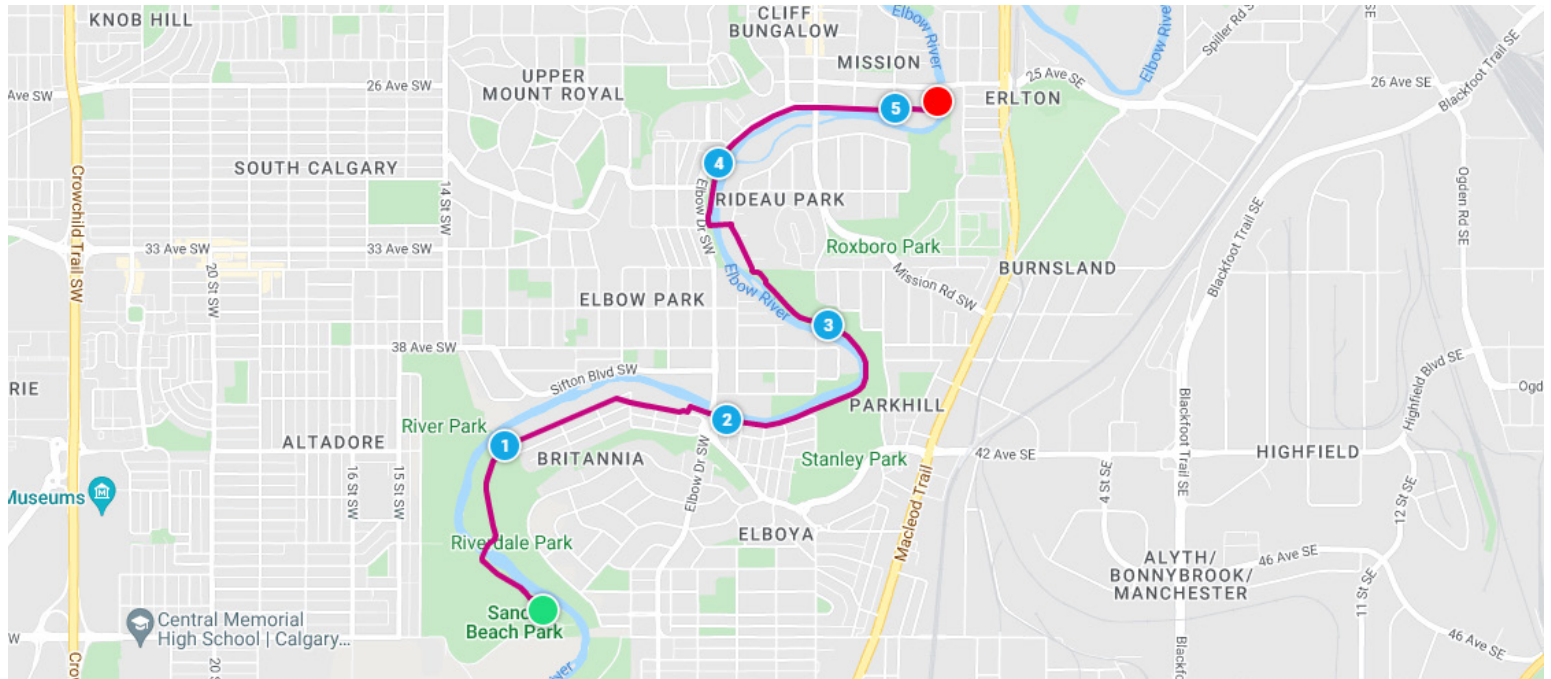 KNOB HILL
CLIFF
BUNGALOW
Elbow River
MISSION
Spiller Rd S
Elbow Rive
Blackfoot Trail SE
UPPER
MOUNT ROYAL
26 Ave SW
Ave SW
25 Ave SE
26 Ave SE
ERLTON
5
4
SOUTH CALGARY
Crowchild Trail SW
14 St SW
Elbow Dr SW
RIDEAU PARK
Ogden Rd SE
Blackfoot Trail SE
33 Ave SW
33 Ave SW
Roxboro Park
20 St SW
Elbow River
Mission Rd SW
BURNSLAND
ELBOW PARK
3
38 Ave SW
Sifton Blvd SW
RIE
Highfield Blvd SE
Ogd
PARKHILL
Blackfoot Trail SE
2
River Park
1
ALTADORE
BRITANNIA
Stanley Park
42 Ave SE
HIGHFIELD
16 St SW
15 St SW
Elbow Dr SW
Macleod Trail
4 St SE
12 St SE
Museums
Riverdale Park
ELBOYA
ALYTH/
BONNYBROOK/
MANCHESTER
46 Ave SE
11 St SE
Sand
Beach Park
Central Memorial
High School | Calgary...
W
Crow
20
wer
Bla
46 Ave SE